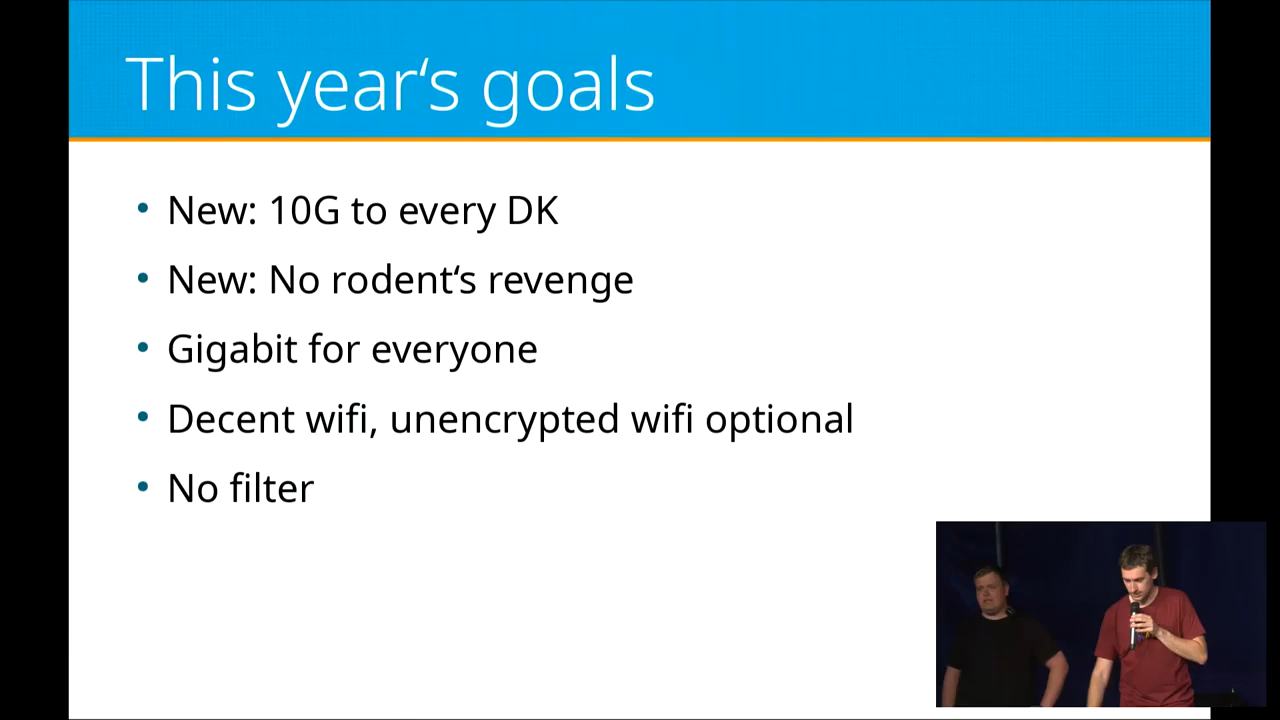 This year‘s goals
New: 10G to every DK
New: No rodent‘s revenge
Gigabit for everyone
Decent wifi, unencrypted wifi optional
No filter